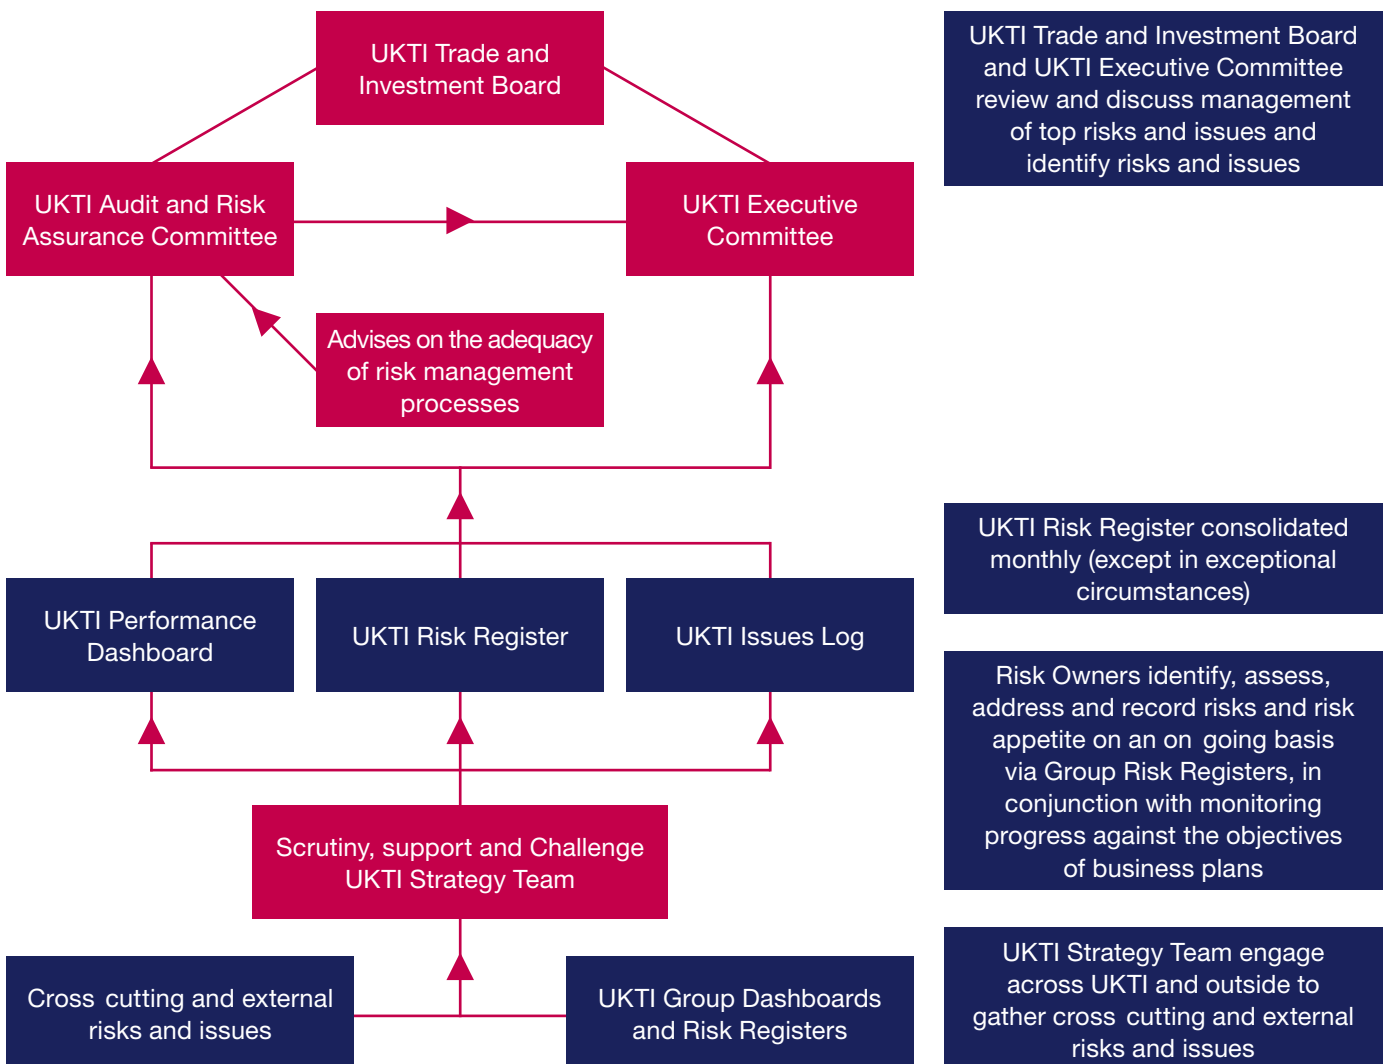 UKTI Trade and
Investment Board
UKTI Trade and Investment Board
and UKTI Executive Committee
review and discuss management
of top risks and issues and
identify risks and issues
UKTI Audit and Risk
Assurance Committee
UKTI Executive
Committee
Advises on the adequacy
of risk management
processes
UKTI Risk Register consolidated
monthly (except in exceptional
circumstances)
UKTI Performance
Dashboard
UKTI Risk Register
UKTI Issues Log
Risk Owners identify, assess,
address and record risks and risk
appetite on an on going basis
via Group Risk Registers, in
conjunction with monitoring
progress against the objectives
of business plans
Scrutiny, support and Challenge
UKTI Strategy Team
Cross cutting and external
risks and issues
UKTI Group Dashboards
and Risk Registers
UKTI Strategy Team engage
across UKTI and outside to
gather cross cutting and external
risks and issues